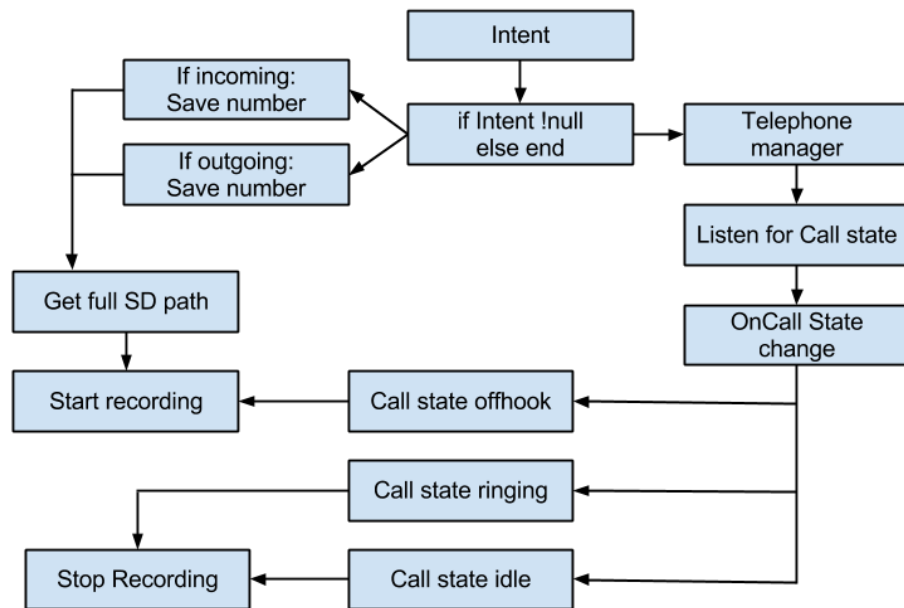 Intent
If incoming:
Save number
if Intent !null
else end
Telephone
manager
If outgoing:
Save number
Listen for Call state
Get full SD path
OnCall State
change
Start recording
Call state offhook
Call state ringing
Stop Recording
Call state idle